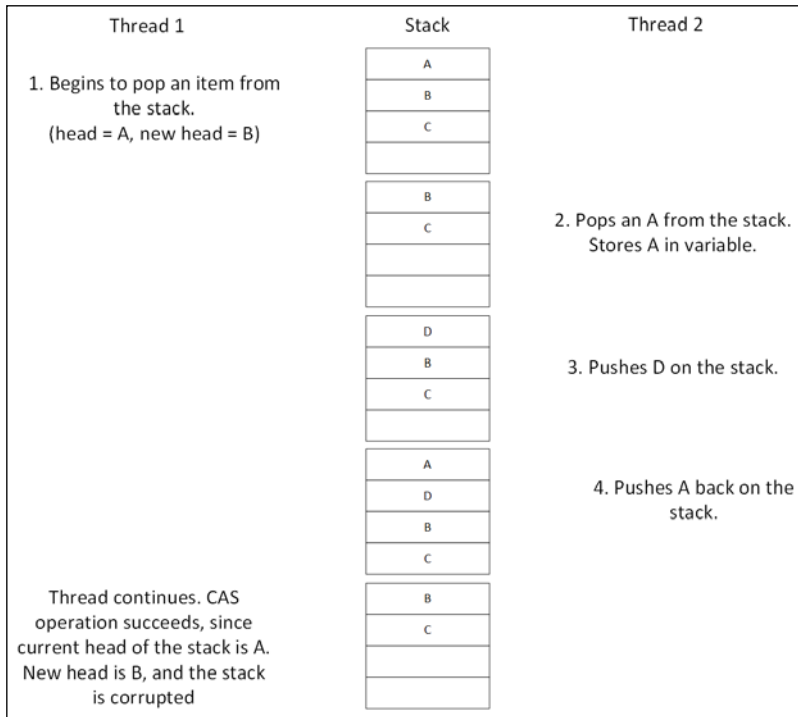 Thread 1
Stack
Thread 2
1. Begins to pop an item from
the stack.
(head = A, new head = B)
A
B
C
B
C
2. Pops an A from the stack.
Stores A in variable.
D
B
C
3. Pushes D on the stack.
A
D
B
C
4. Pushes A back on the
stack.
Thread continues. CAS
operation succeeds, since
current head of the stack is A.
New head is B, and the stack
is corrupted
B
C